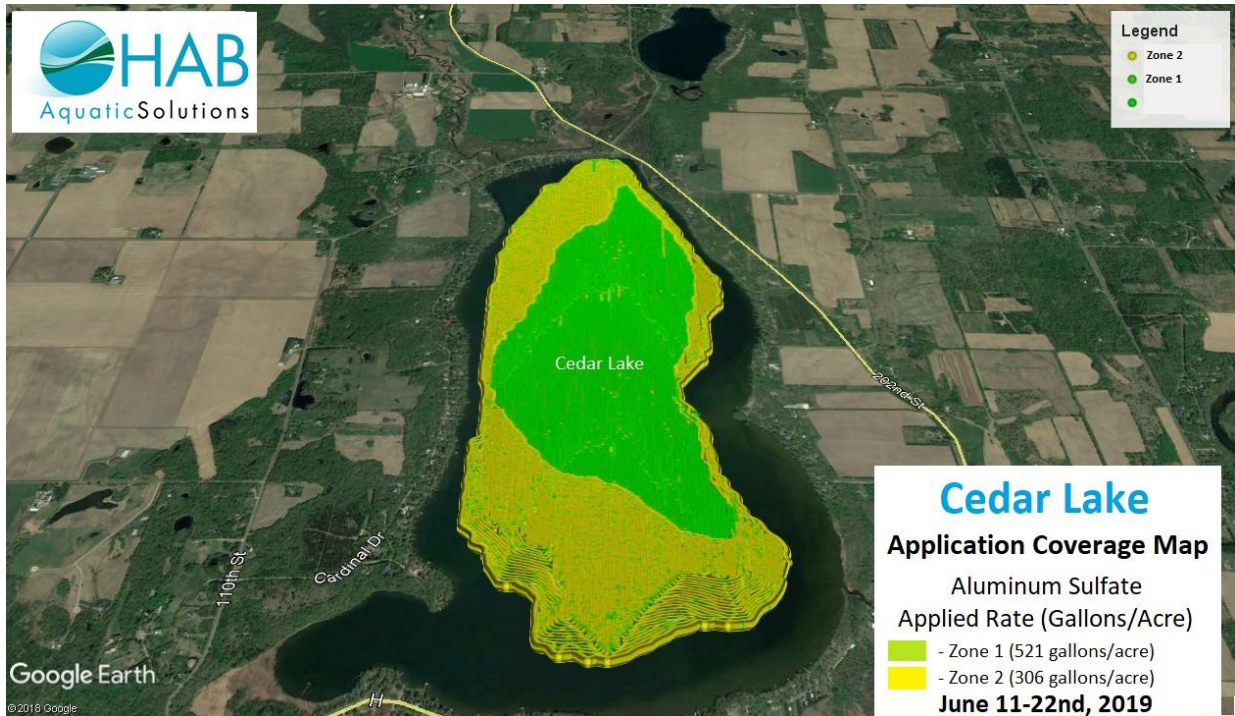 HAB
AquaticSolutions
Legend
Zone 2
Zone 1
Cedar Lake
202nd St
110th St
Cardinal Dr
H
Cedar Lake
Application Coverage Map
Aluminum Sulfate
Applied Rate (Gallons/Acre)
- Zone 1 (521 gallons/acre)
- Zone 2 (306 gallons/acre)
June 11-22nd, 2019
Google Earth
©2018 Google